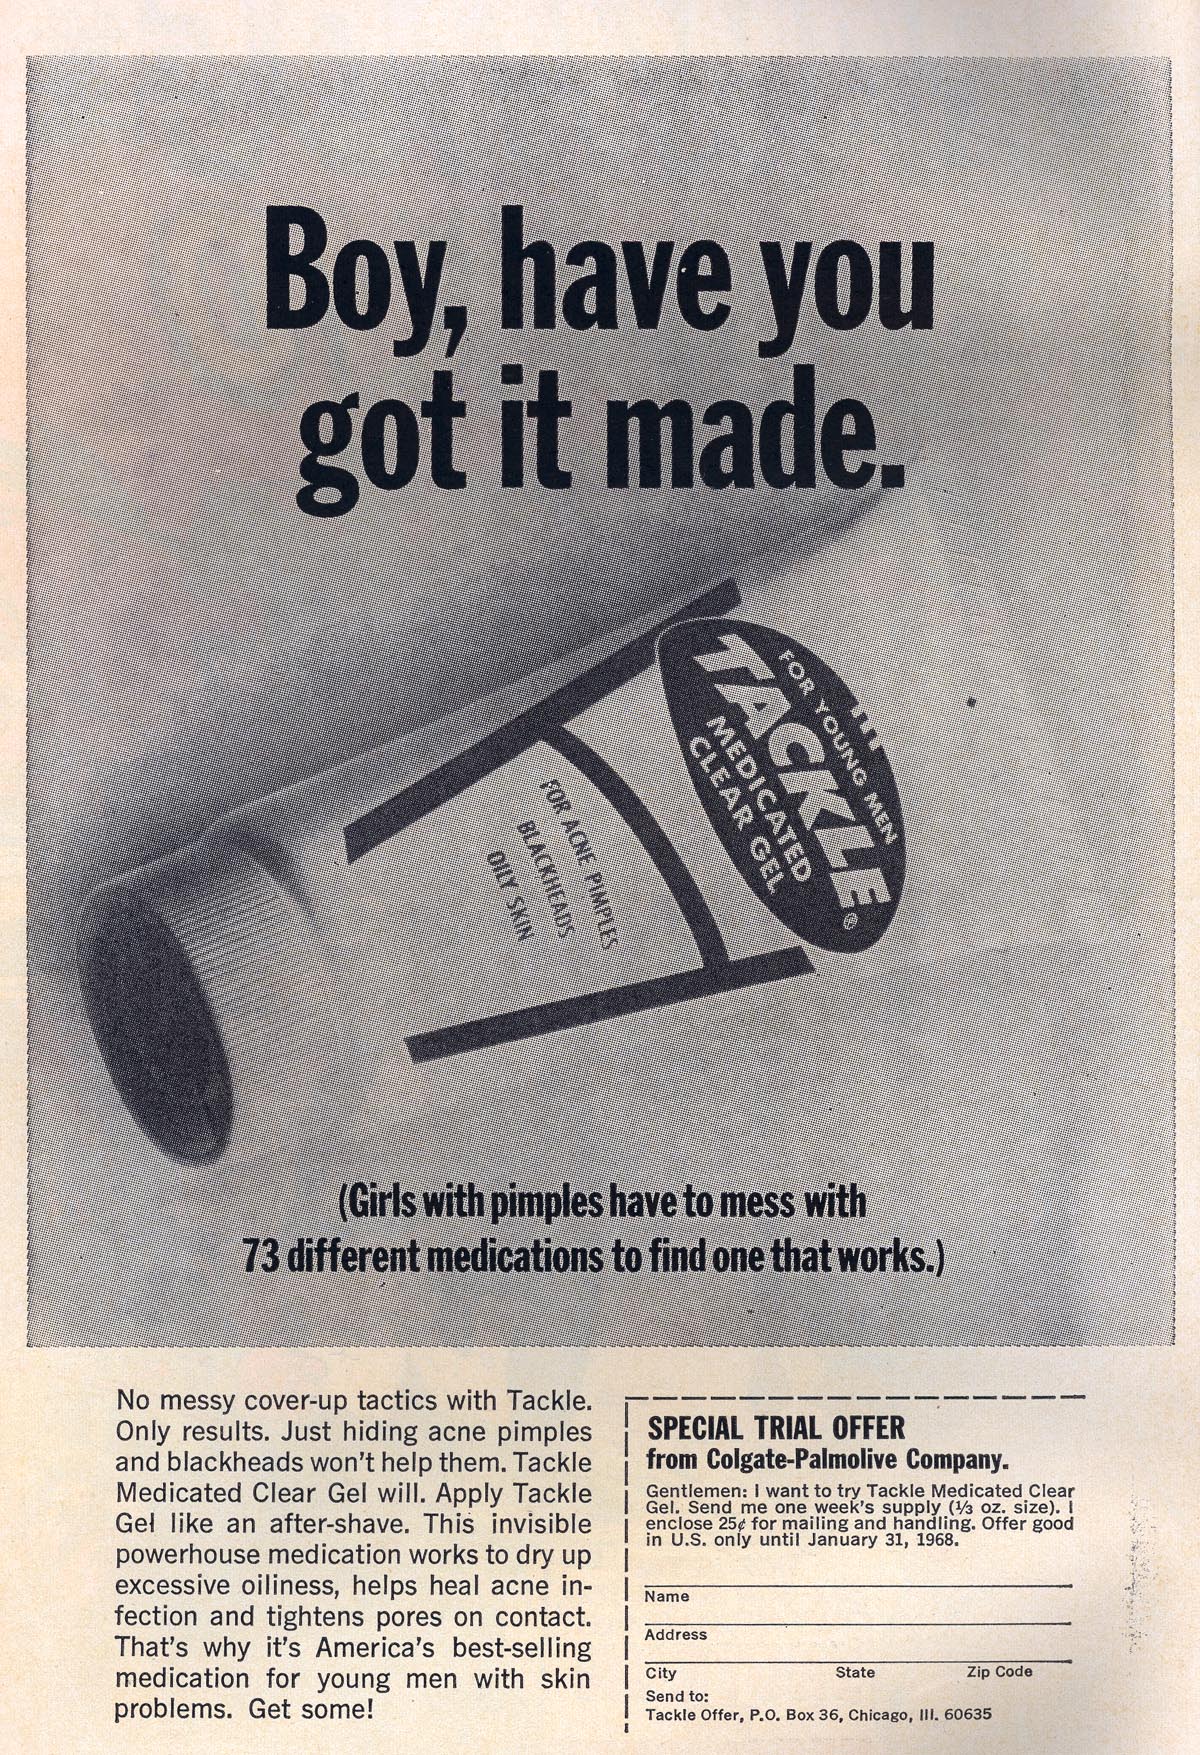 Boy, have you
got it made.
FOR YOUNG MEN
TACKLE®
MEDICATED
CLEAR GEL
FOR ACNE PIMPLES
BLACKHEADS
OILY SKIN
(Girls with pimples have to mess with
73 different medications to find one that works.)
No messy cover-up tactics with Tackle.
Only results. Just hiding acne pimples
and blackheads won't help them. Tackle
Medicated Clear Gel will. Apply Tackle
Gel like an after-shave. This invisible
powerhouse medication works to dry up
excessive oiliness, helps heal acne in-
fection and tightens pores on contact.
That's why it's America's best-selling
medication for young men with skin
problems. Get some!
SPECIAL TRIAL OFFER
from Colgate-Palmolive Company.
Gentlemen: I want to try Tackle Medicated Clear
Gel. Send me one week's supply (⅓ oz. size). I
enclose 25¢ for mailing and handling. Offer good
in U.S. only until January 31, 1968.
Name
Address
City State Zip Code
Send to:
Tackle Offer, P.O. Box 36, Chicago, Ill. 60635